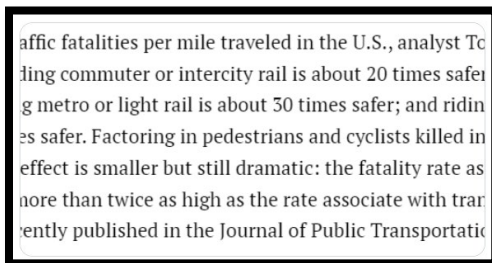 affic fatalities per mile traveled in the U.S., analyst
ding commuter or intercity rail is about 20 times safer
g metro or light rail is about 30 times safer; and ridin
es safer. Factoring in pedestrians and cyclists killed in
effect is smaller but still dramatic: the fatality rate as
more than twice as high as the rate associate with tran
ently published in the Journal of Public Transportatio